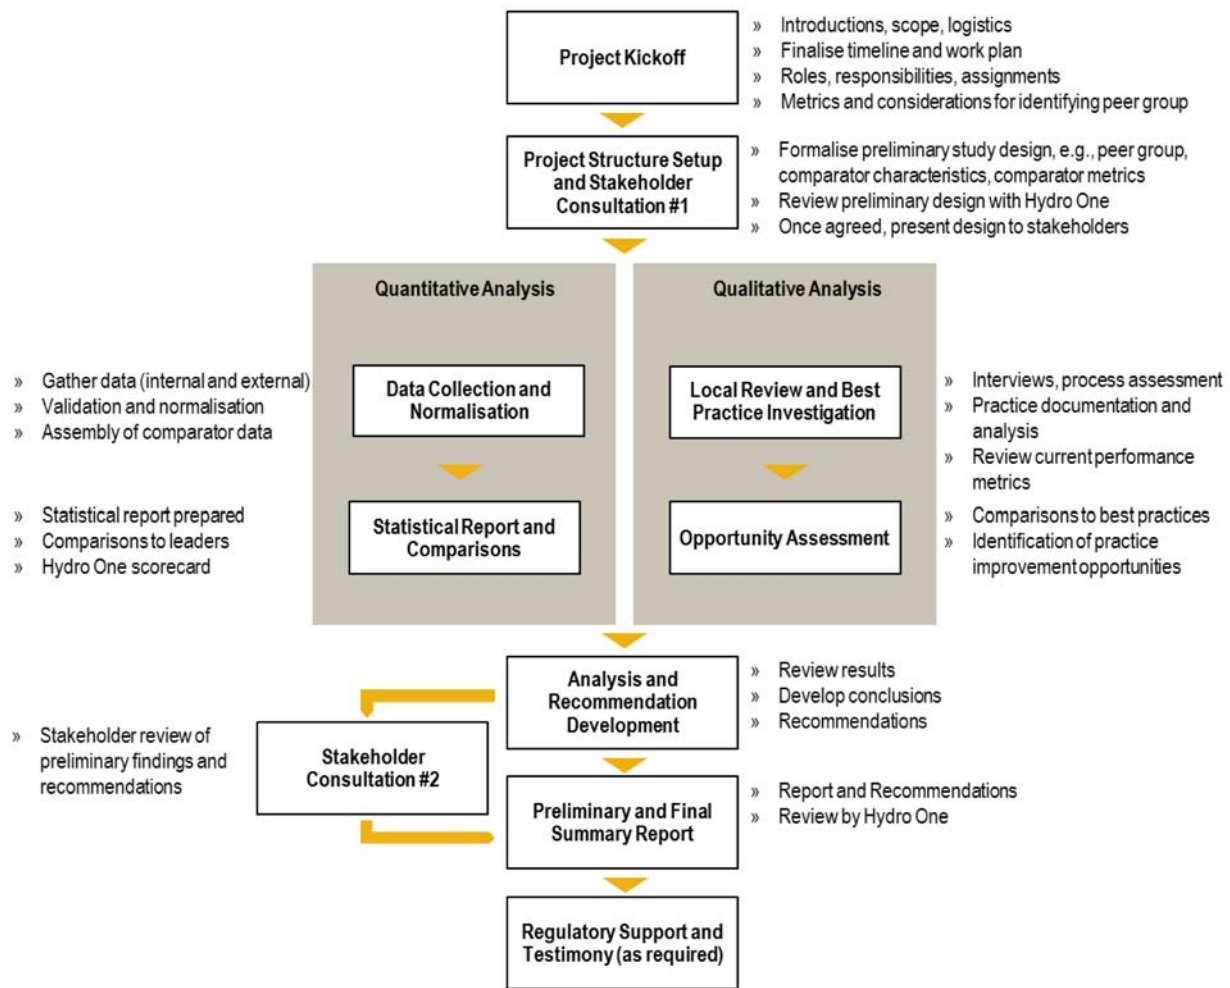 Project Kickoff
» Introductions, scope, logistics
» Finalise timeline and work plan
» Roles, responsibilities, assignments
» Metrics and considerations for identifying peer group
Project Structure Setup
and Stakeholder
Consultation #1
» Formalise preliminary study design, e.g., peer group,
comparator characteristics, comparator metrics
» Review preliminary design with Hydro One
» Once agreed, present design to stakeholders
Quantitative Analysis
» Gather data (internal and external)
» Validation and normalisation
» Assembly of comparator data
Data Collection and
Normalisation
» Statistical report prepared
» Comparisons to leaders
» Hydro One scorecard
Statistical Report and
Comparisons
Qualitative Analysis
Local Review and Best
Practice Investigation
» Interviews, process assessment
» Practice documentation and
analysis
» Review current performance
metrics
Opportunity Assessment
» Comparisons to best practices
» Identification of practice
improvement opportunities
Analysis and
Recommendation
Development
» Review results
» Develop conclusions
» Recommendations
» Stakeholder review of
preliminary findings and
recommendations
Stakeholder
Consultation #2
Preliminary and Final
Summary Report
» Report and Recommendations
» Review by Hydro One
Regulatory Support and
Testimony (as required)